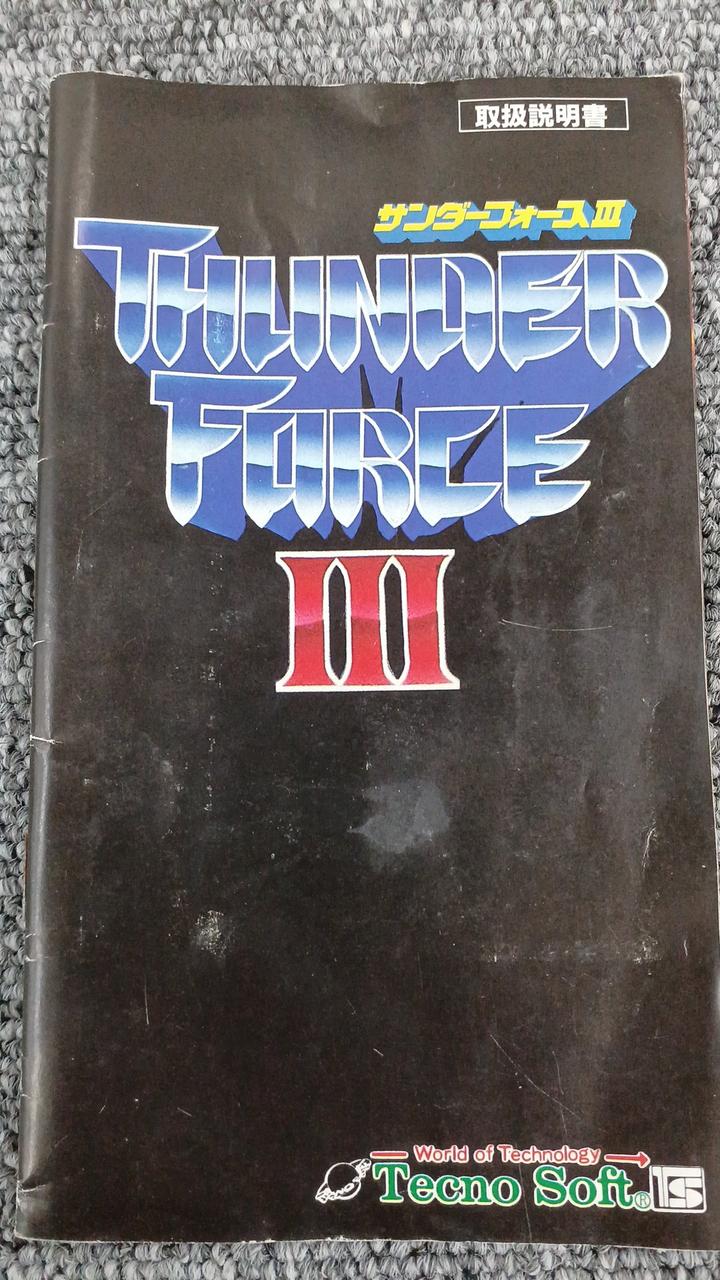 取扱説明書
サンダーフォースIII
THUNDER
FORCE
III
World of Technology
Tecno Soft®